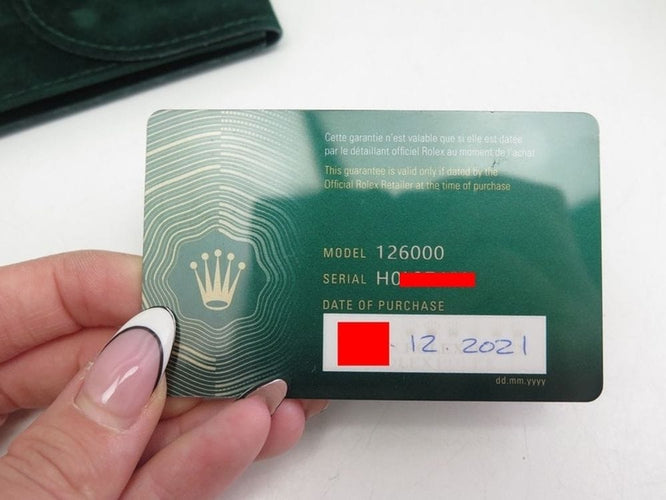 Cette garantie n'est valable que si elle est datée
par le détaillant officiel Rolex au moment de l'achat
This guarantee is valid only if dated by the
Official Rolex Retailer at the time of purchase
MODEL 126000
SERIAL H0
DATE OF PURCHASE
. 12 . 2021
dd.mm.yyyy